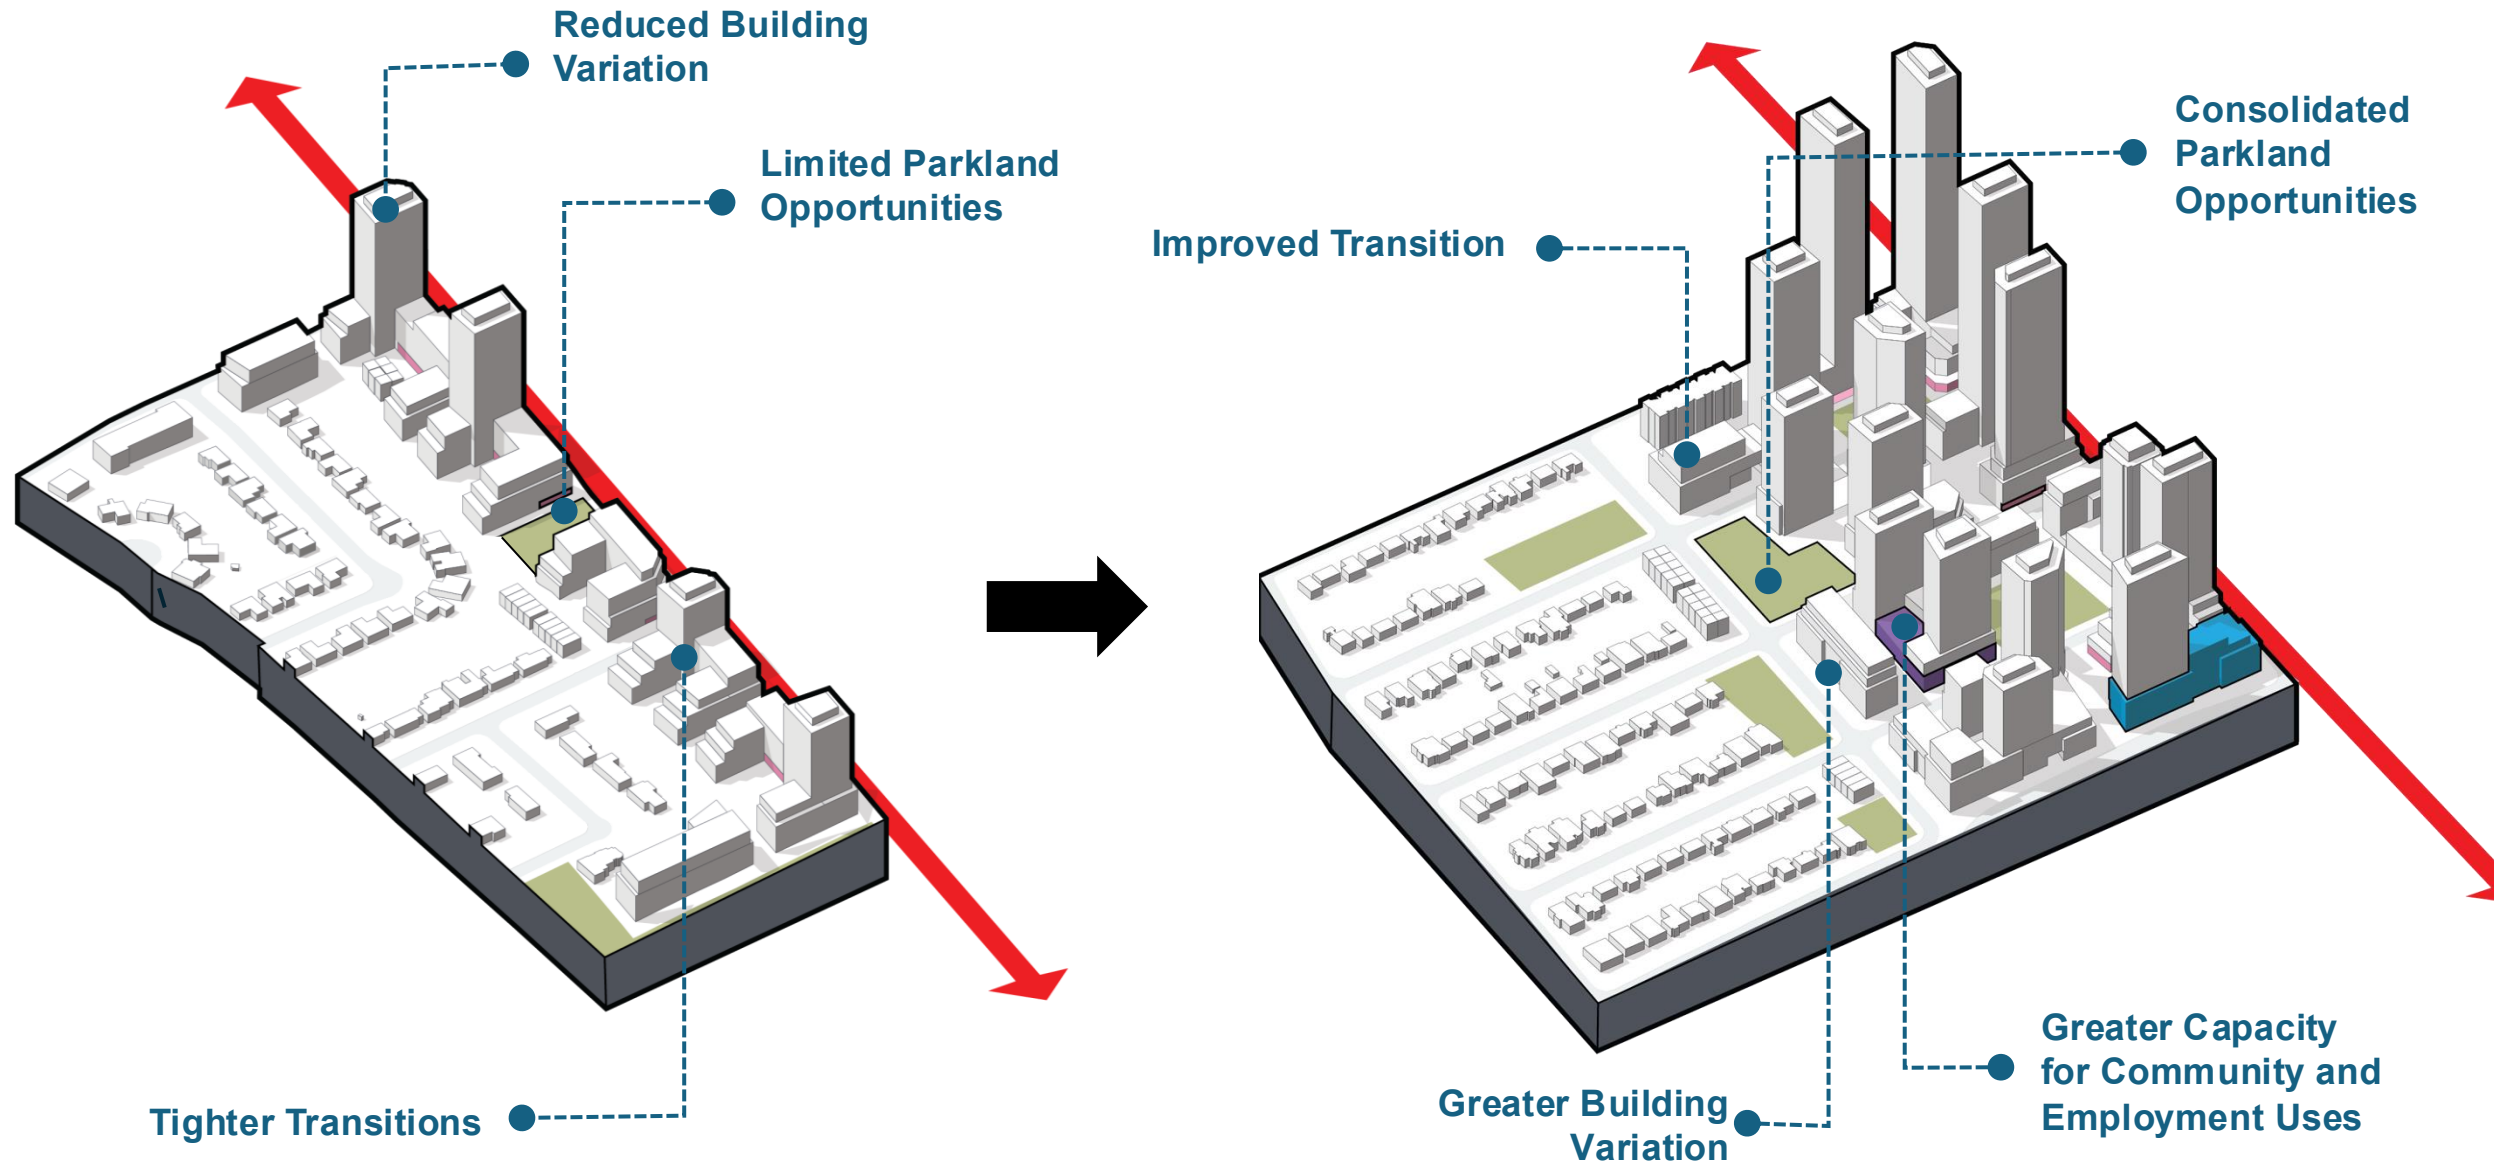 Reduced Building
Variation
Limited Parkland
Opportunities
Tighter Transitions
Consolidated
Parkland
Opportunities
Improved Transition
Greater Building
Variation
Greater Capacity
for Community and
Employment Uses